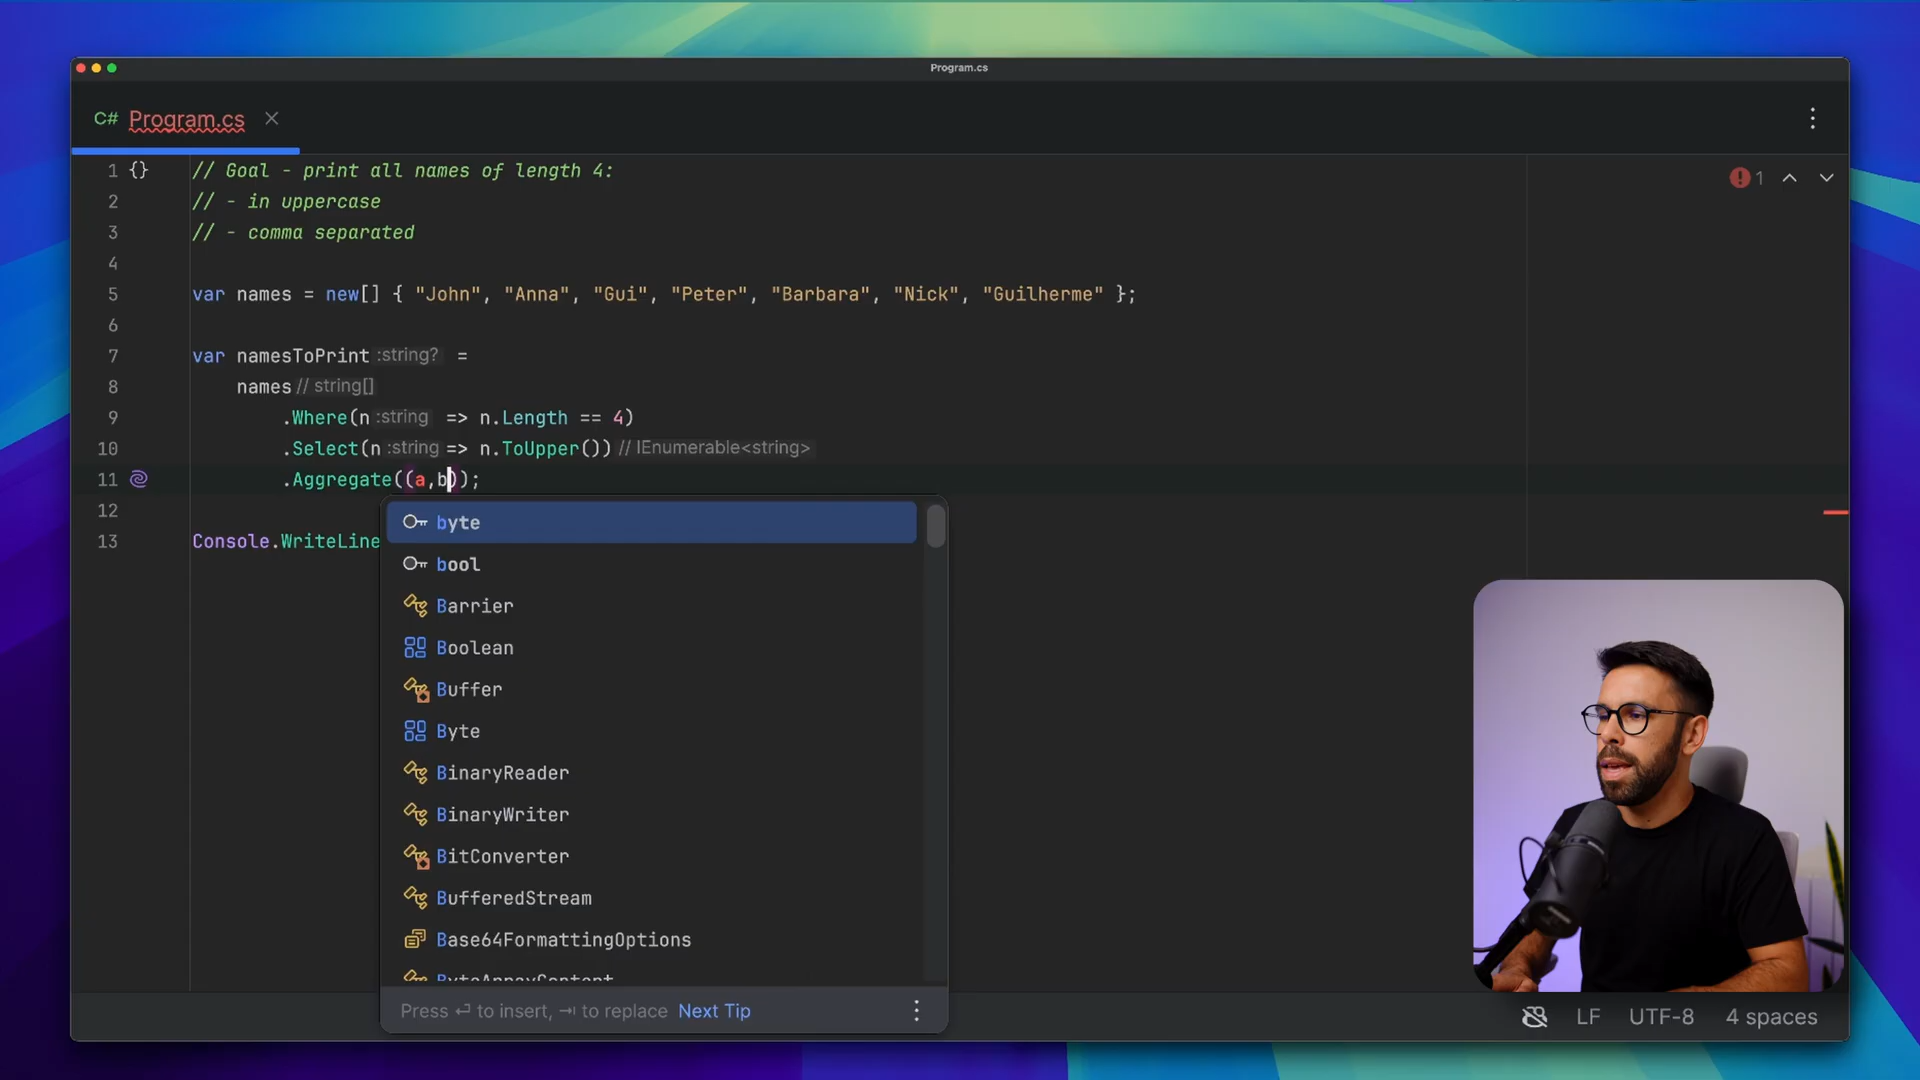 Program.cs
C# Program.cs
1 {} // Goal - print all names of length 4:
2 // - in uppercase
3 // - comma separated
4
5 var names = new[] { "John", "Anna", "Gui", "Peter", "Barbara", "Nick", "Guilherme" };
6
7 var namesToPrint :string? =
8 names // string[]
9 .Where(n :string => n.Length == 4)
10 .Select(n :string => n.ToUpper()) // IEnumerable<string>
11 .Aggregate((a,b));
12
13 Console.WriteLine
1
byte
bool
Barrier
Boolean
Buffer
Byte
BinaryReader
BinaryWriter
BitConverter
BufferedStream
Base64FormattingOptions
ByteArrayContent
Press ⏎ to insert, ⇥ to replace Next Tip
LF UTF-8 4 spaces